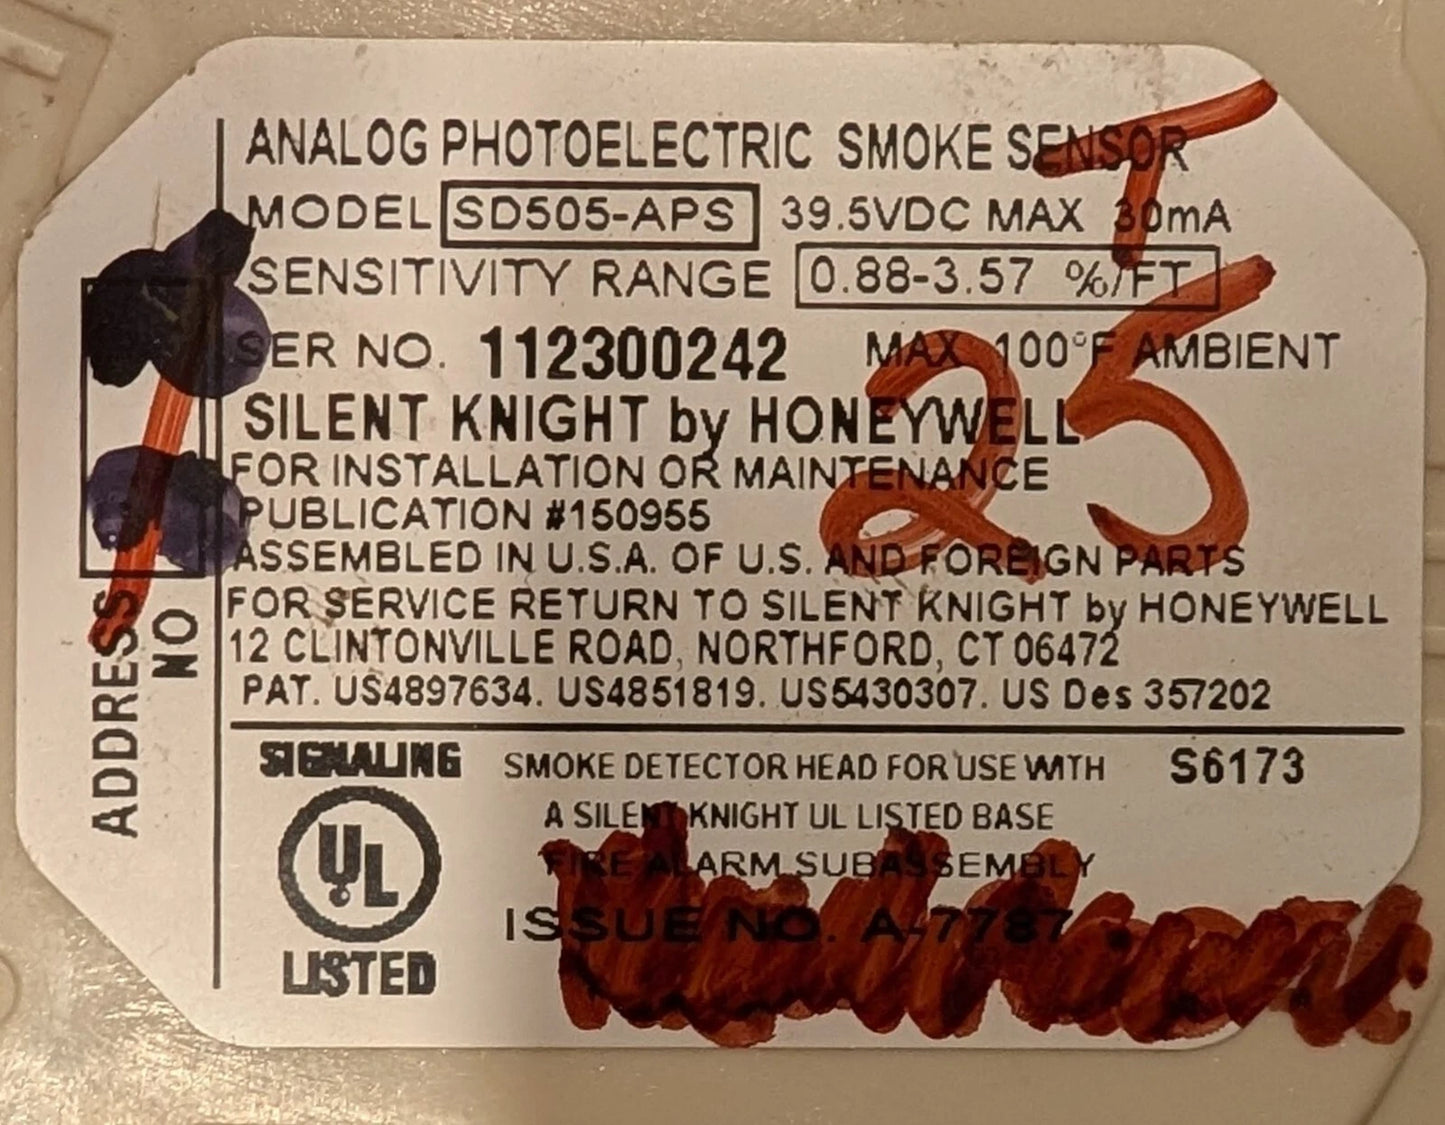 ANALOG PHOTOELECTRIC SMOKE SENSOR
MODEL SD505-APS 39.5VDC MAX 30mA
SENSITIVITY RANGE 0.88-3.57 %/FT
SER NO. 112300242 MAX 100°F AMBIENT
SILENT KNIGHT by HONEYWELL
FOR INSTALLATION OR MAINTENANCE
PUBLICATION #150955
ASSEMBLED IN U.S.A. OF U.S. AND FOREIGN PARTS
FOR SERVICE RETURN TO SILENT KNIGHT by HONEYWELL
12 CLINTONVILLE ROAD, NORTHFORD, CT 06472
PAT. US4897634. US4851819. US5430307. US Des 357202
ADDRESS
NO
T
25
SIGNALING
UL
LISTED
SMOKE DETECTOR HEAD FOR USE WITH S6173
A SILENT KNIGHT UL LISTED BASE
FIRE ALARM SUBASSEMBLY
ISSUE NO. A-7787